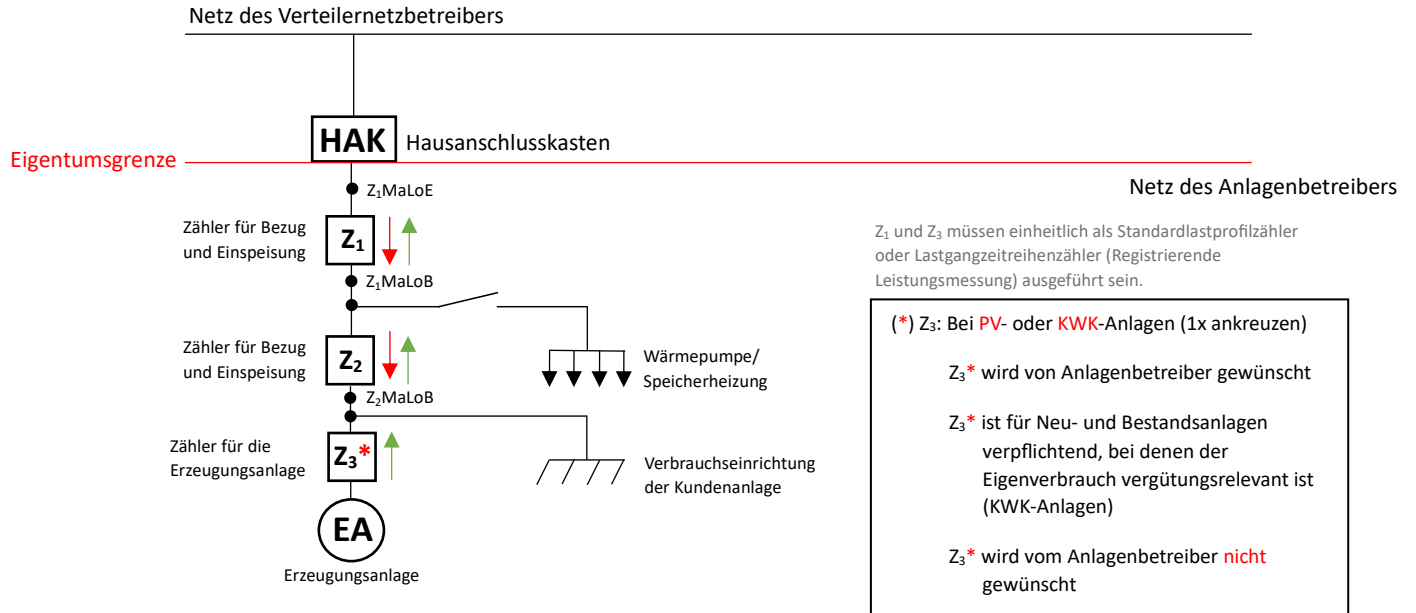 Netz des Verteilernetzbetreibers
HAK
Hausanschlusskasten
Eigentumsgrenze
Netz des Anlagenbetreibers
Z₁MaLoE
Zähler für Bezug
und Einspeisung
Z₁
Z₁MaLoB
Z₁ und Z₃ müssen einheitlich als Standardlastprofilzähler
oder Lastgangzeitreihenzähler (Registrierende
Leistungsmessung) ausgeführt sein.
Zähler für Bezug
und Einspeisung
Z₂
Z₂MaLoB
Wärmepumpe/
Speicherheizung
Zähler für die
Erzeugungsanlage
Z₃*
Verbrauchseinrichtung
der Kundenanlage
EA
Erzeugungsanlage
(*) Z₃: Bei PV- oder KWK-Anlagen (1x ankreuzen)
Z₃* wird von Anlagenbetreiber gewünscht
Z₃* ist für Neu- und Bestandsanlagen
verpflichtend, bei denen der
Eigenverbrauch vergütungsrelevant ist
(KWK-Anlagen)
Z₃* wird vom Anlagenbetreiber nicht
gewünscht